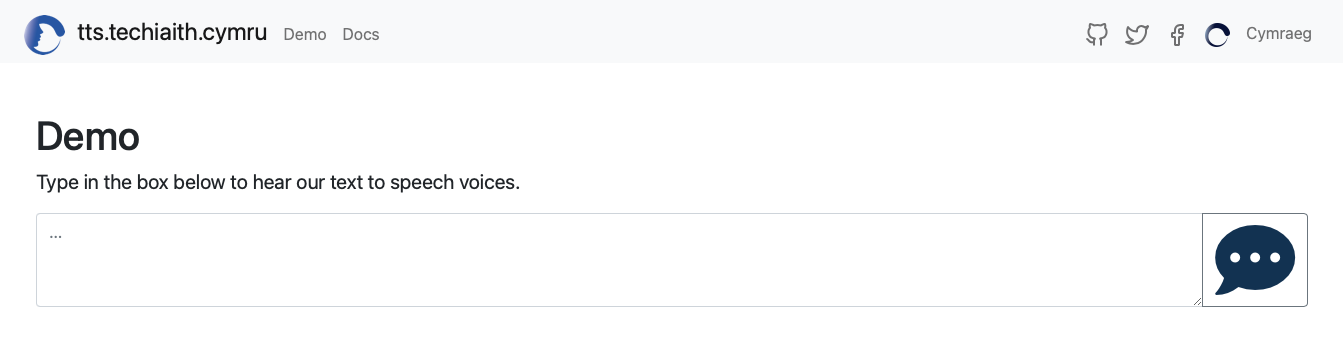 tts.techiaith.cymru Demo Docs Cymraeg
Demo
Type in the box below to hear our text to speech voices.
...